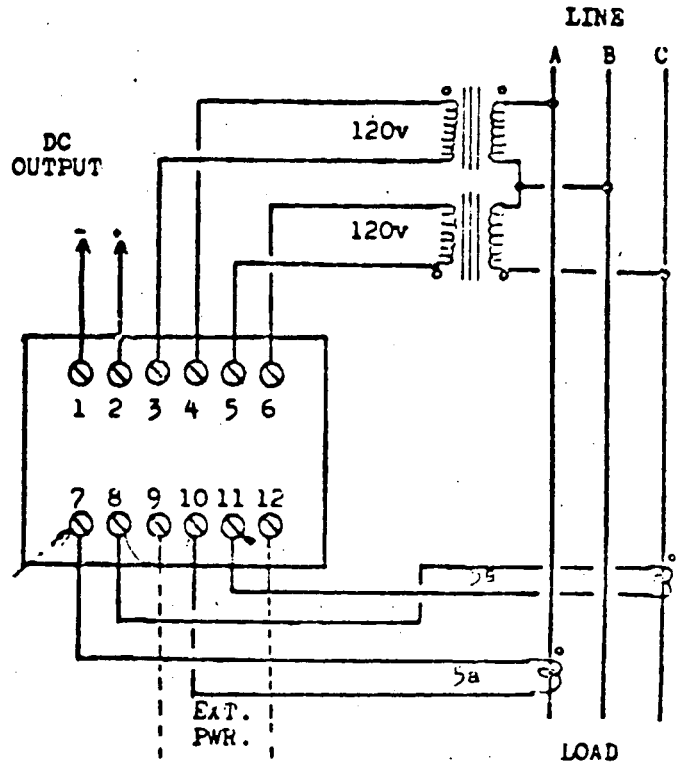 LINE
A B C
120v
DC
OUTPUT
120v
- +
1 2 3 4 5 6
7 8 9 10 11 12
5a
5a
EXT.
PWR.
LOAD